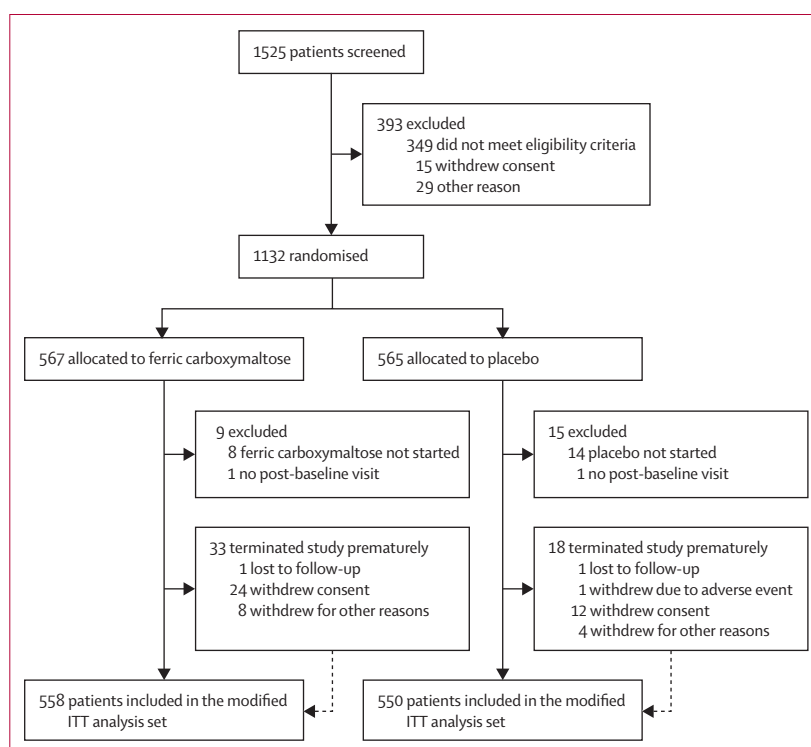 1525 patients screened
393 excluded
349 did not meet eligibility criteria
15 withdrew consent
29 other reason
1132 randomised
567 allocated to ferric carboxymaltose
565 allocated to placebo
9 excluded
8 ferric carboxymaltose not started
1 no post-baseline visit
15 excluded
14 placebo not started
1 no post-baseline visit
33 terminated study prematurely
1 lost to follow-up
24 withdrew consent
8 withdrew for other reasons
18 terminated study prematurely
1 lost to follow-up
1 withdrew due to adverse event
12 withdrew consent
4 withdrew for other reasons
558 patients included in the modified
ITT analysis set
550 patients included in the modified
ITT analysis set